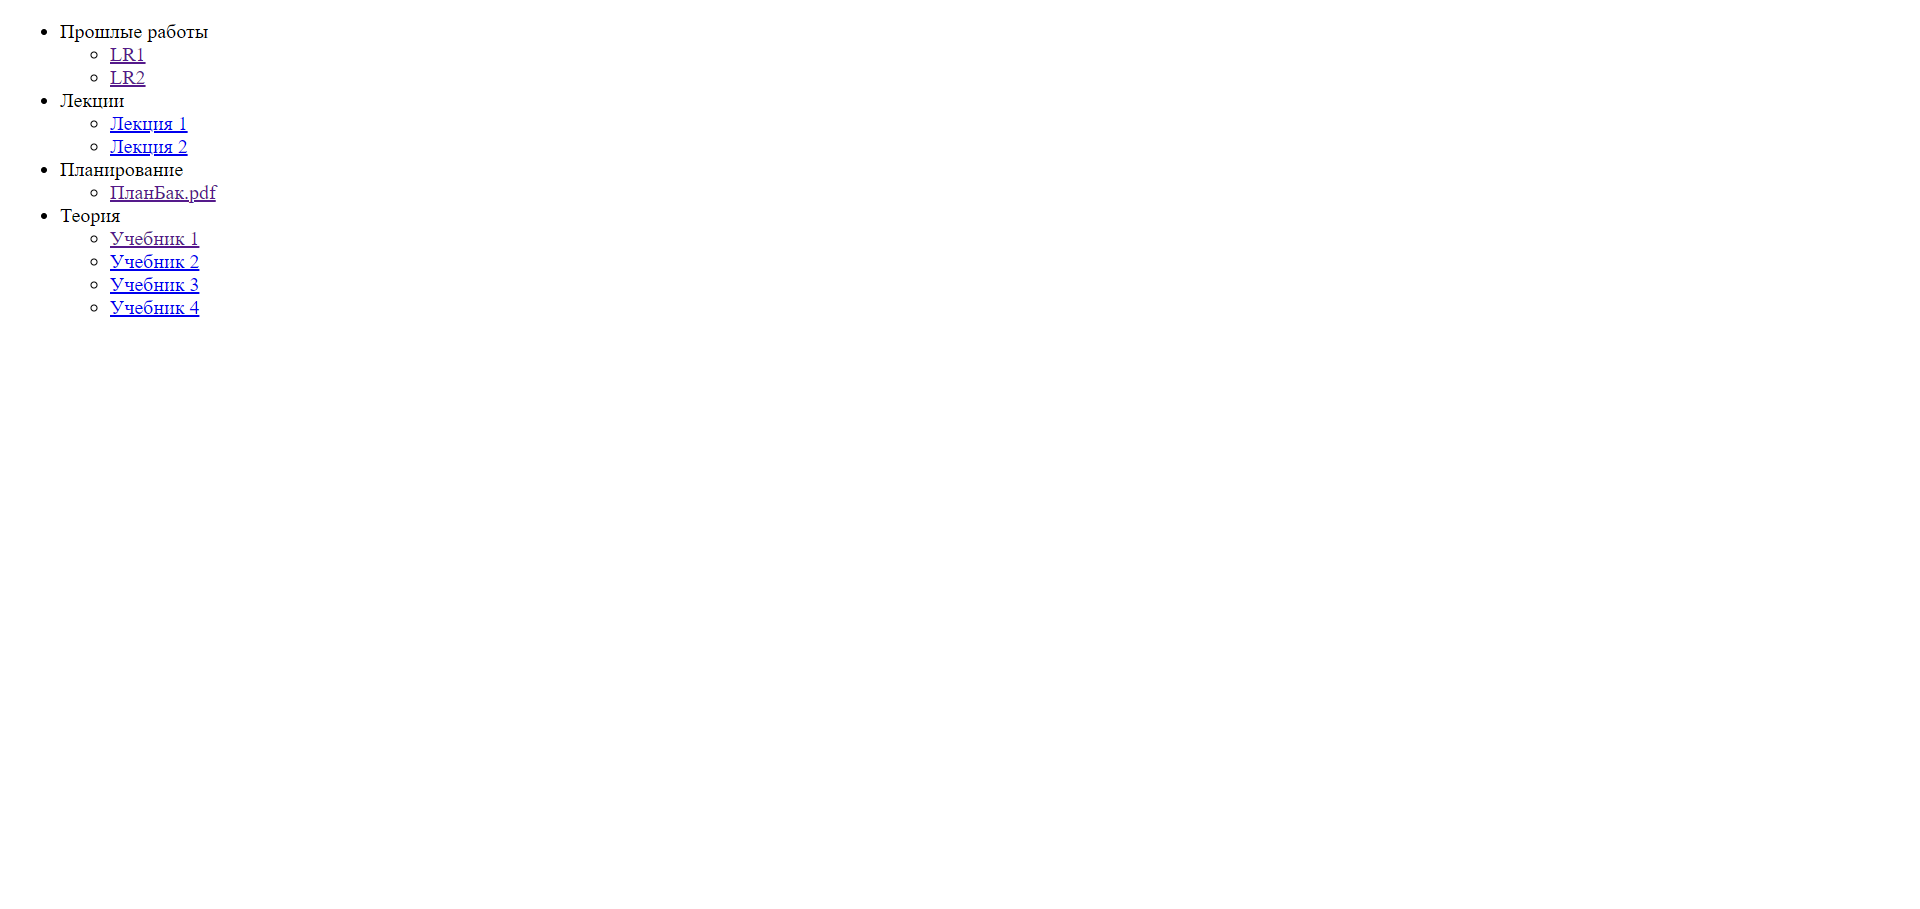 Прошлые работы
LR1
LR2
Лекции
Лекция 1
Лекция 2
Планирование
ПланБак.pdf
Теория
Учебник 1
Учебник 2
Учебник 3
Учебник 4